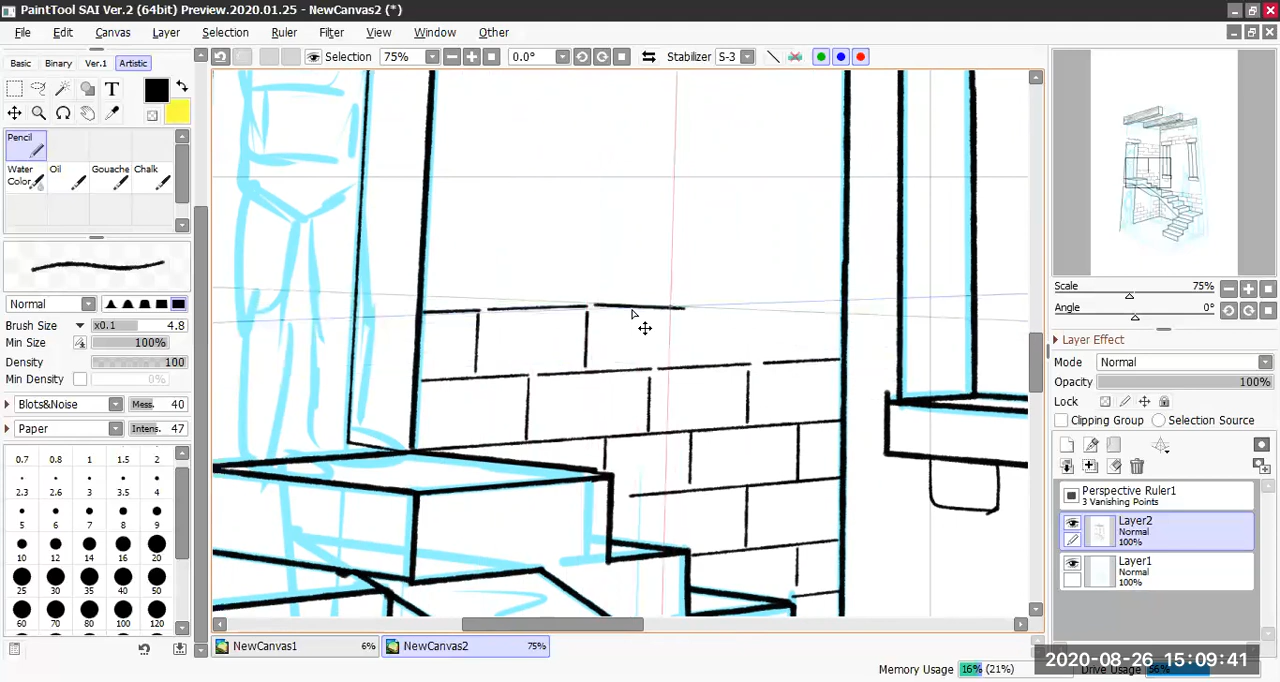 PaintTool SAI Ver.2 (64bit) Preview.2020.01.25 - NewCanvas2 (*)
File Edit Canvas Layer Selection Ruler Filter View Window Other
Basic Binary Ver.1 Artistic
Selection 75% 0.0° Stabilizer S-3
T
Pencil
Water Color Oil Gouache Chalk
Normal
Brush Size x0.1 4.8
Min Size 100%
Density 100
Min Density 0%
Blots&Noise Mess. 40
Paper Intens. 47
0.7 0.8 1 1.5 2
2.3 2.6 3 3.5 4
5 6 7 8 9
10 12 14 16 20
25 30 35 40 50
60 80 100 120
Scale 75%
Angle 0°
Layer Effect
Mode Normal
Opacity 100%
Lock
Clipping Group Selection Source
Perspective Ruler1
3 Vanishing Points
Layer2
Normal
100%
Layer1
Normal
100%
NewCanvas1 6% NewCanvas2 75%
Memory Usage 16% (21%) Drive Usage 56%
2020-08-26 15:09:41